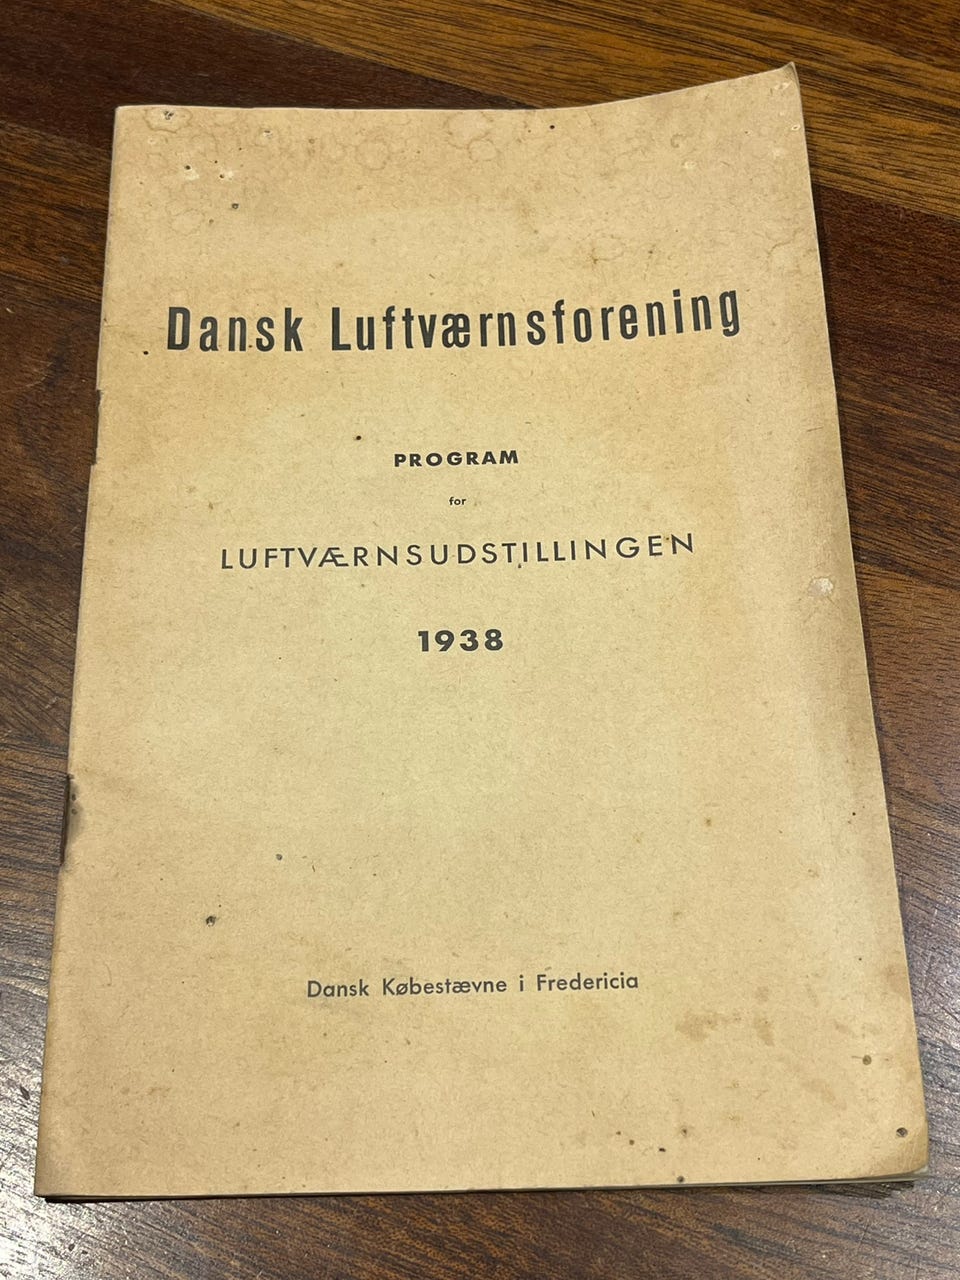 Dansk Luftværnsforening
PROGRAM
for
LUFTVÆRNSUDSTILLINGEN
1938
Dansk Købestævne i Fredericia